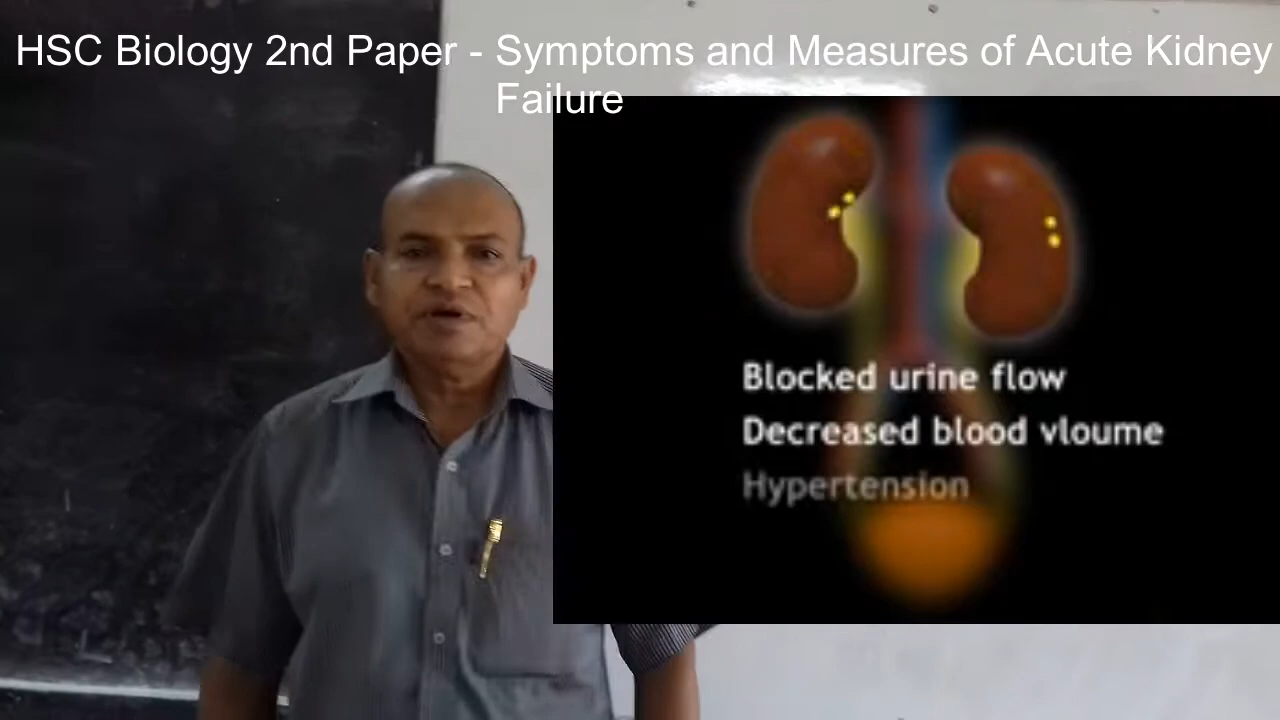 HSC Biology 2nd Paper - Symptoms and Measures of Acute Kidney
Failure
Blocked urine flow
Decreased blood vloume
Hypertension